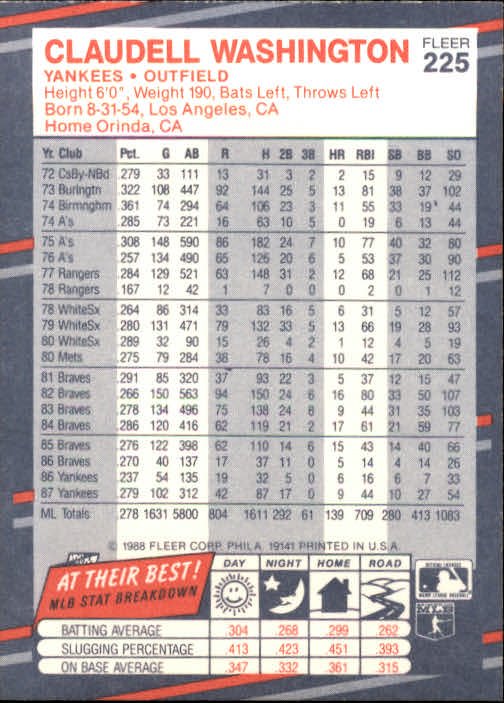 CLAUDELL WASHINGTON
FLEER
225
YANKEES • OUTFIELD
Height 6'0", Weight 190, Bats Left, Throws Left
Born 8-31-54, Los Angeles, CA
Home Orinda, CA
Yr. Club Pct. G AB R H 2B 3B HR RBI SB BB SO
72 CsBy-NBd .279 33 111 13 31 3 2 2 15 9 12 29
73 Burlngtn .322 108 447 92 144 25 5 13 81 38 37 102
74 Birmnghm .361 74 294 64 106 23 3 11 55 33 19 44
74 A's .285 73 221 16 63 10 5 0 19 6 13 44
75 A's .308 148 590 86 182 24 7 10 77 40 32 80
76 A's .257 134 490 65 126 20 6 5 53 37 30 90
77 Rangers .284 129 521 63 148 31 2 12 68 21 25 112
78 Rangers .167 12 42 1 7 0 0 0 2 0 1 12
78 WhiteSx .264 86 314 33 83 16 5 6 31 5 12 57
79 WhiteSx .280 131 471 79 132 33 5 13 66 19 28 93
80 WhiteSx .289 32 90 15 26 4 2 1 12 4 5 19
80 Mets .275 79 284 38 78 16 4 10 42 17 20 63
81 Braves .291 85 320 37 93 22 3 5 37 12 15 47
82 Braves .266 150 563 94 150 24 6 16 80 33 50 107
83 Braves .278 134 496 75 138 24 8 9 44 31 35 103
84 Braves .286 120 416 62 119 21 2 17 61 21 59 77
85 Braves .276 122 398 62 110 14 6 15 43 14 40 66
86 Braves .270 40 137 17 37 11 0 5 14 4 14 26
86 Yankees .237 54 135 19 32 5 0 6 16 6 7 33
87 Yankees .279 102 312 42 87 17 0 9 44 10 27 54
ML Totals .278 1631 5800 804 1611 292 61 139 709 280 413 1083
© 1988 FLEER CORP. PHILA. 19141 PRINTED IN U.S.A.
AT THEIR BEST!
MLB STAT BREAKDOWN
DAY NIGHT HOME ROAD
BATTING AVERAGE .304 .268 .299 .262
SLUGGING PERCENTAGE .413 .423 .451 .393
ON BASE AVERAGE .347 .332 .361 .315
MLB